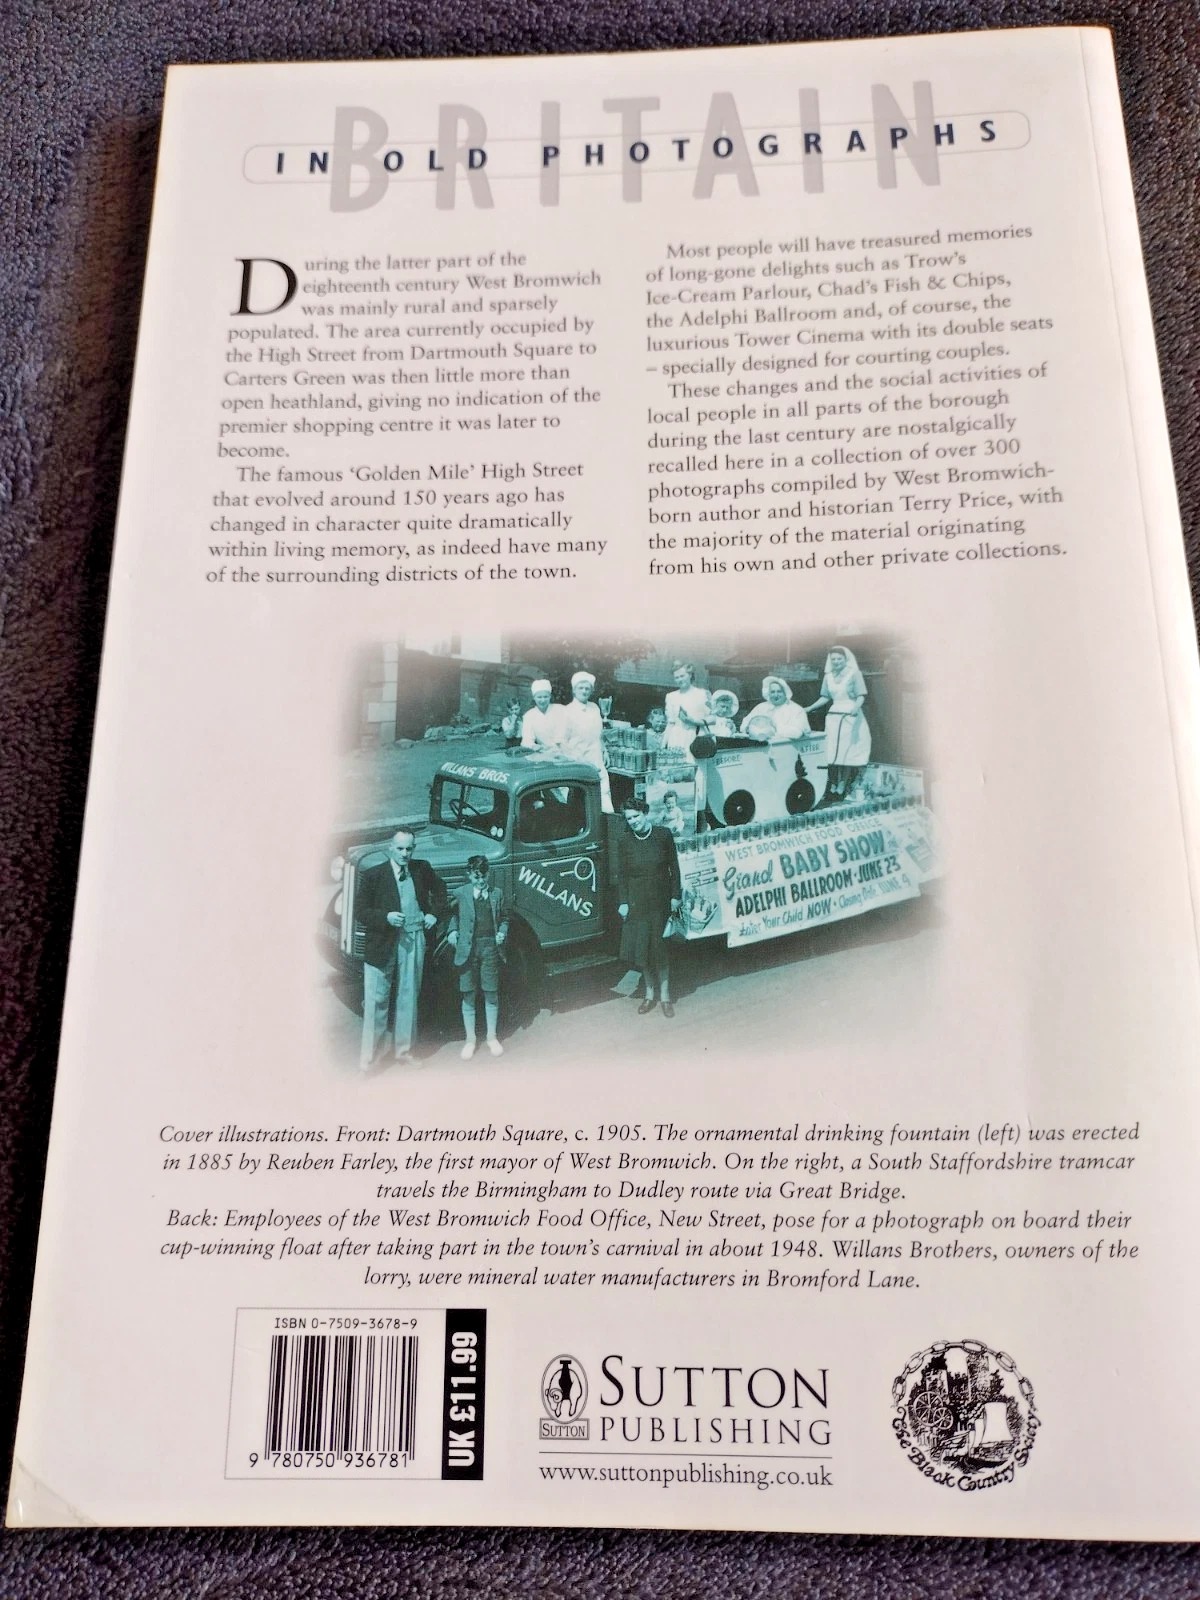 BRITAIN
IN OLD PHOTOGRAPHS
During the latter part of the
eighteenth century West Bromwich
was mainly rural and sparsely
populated. The area currently occupied by
the High Street from Dartmouth Square to
Carters Green was then little more than
open heathland, giving no indication of the
premier shopping centre it was later to
become.
The famous ‘Golden Mile’ High Street
that evolved around 150 years ago has
changed in character quite dramatically
within living memory, as indeed have many
of the surrounding districts of the town.
Most people will have treasured memories
of long-gone delights such as Trow’s
Ice-Cream Parlour, Chad’s Fish & Chips,
the Adelphi Ballroom and, of course, the
luxurious Tower Cinema with its double seats
– specially designed for courting couples.
These changes and the social activities of
local people in all parts of the borough
during the last century are nostalgically
recalled here in a collection of over 300
photographs compiled by West Bromwich-
born author and historian Terry Price, with
the majority of the material originating
from his own and other private collections.
WILLANS BROS.
BEFORE
AFTER
WILLANS
WEST BROMWICH FOOD OFFICE
Grand BABY SHOW
ADELPHI BALLROOM · JUNE 23
Enter Your Child NOW · Closing Date JUNE 9
Cover illustrations. Front: Dartmouth Square, c. 1905. The ornamental drinking fountain (left) was erected
in 1885 by Reuben Farley, the first mayor of West Bromwich. On the right, a South Staffordshire tramcar
travels the Birmingham to Dudley route via Great Bridge.
Back: Employees of the West Bromwich Food Office, New Street, pose for a photograph on board their
cup-winning float after taking part in the town’s carnival in about 1948. Willans Brothers, owners of the
lorry, were mineral water manufacturers in Bromford Lane.
ISBN 0-7509-3678-9
9 780750 936781
UK £11.99
SUTTON
SUTTON
PUBLISHING
www.suttonpublishing.co.uk
The Black Country Society